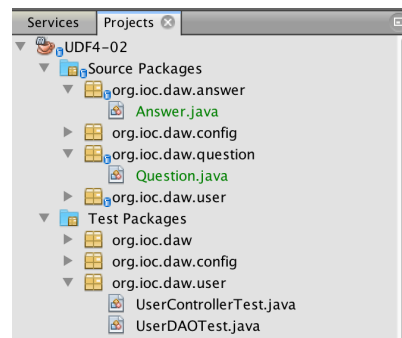 Services Projects
UDF4-02
Source Packages
org.ioc.daw.answer
Answer.java
org.ioc.daw.config
org.ioc.daw.question
Question.java
org.ioc.daw.user
Test Packages
org.ioc.daw
org.ioc.daw.config
org.ioc.daw.user
UserControllerTest.java
UserDAOTest.java